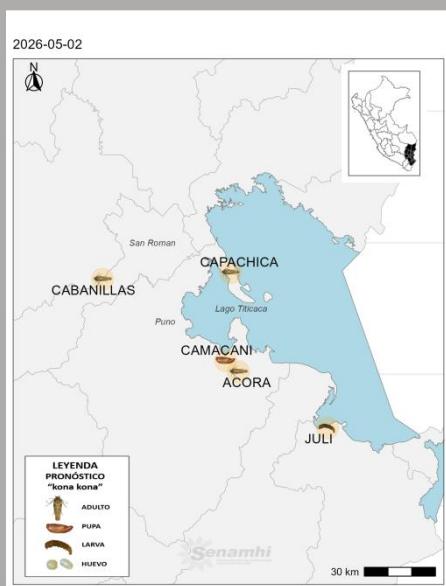 2026-05-02
N
San Roman
CAPACHICA
CABANILLAS
Lago Titicaca
Puno
CAMACANI
ACORA
JULI
LEYENDA
PRONÓSTICO
"kona kona"
ADULTO
PUPA
LARVA
HUEVO
Senamhi
30 km